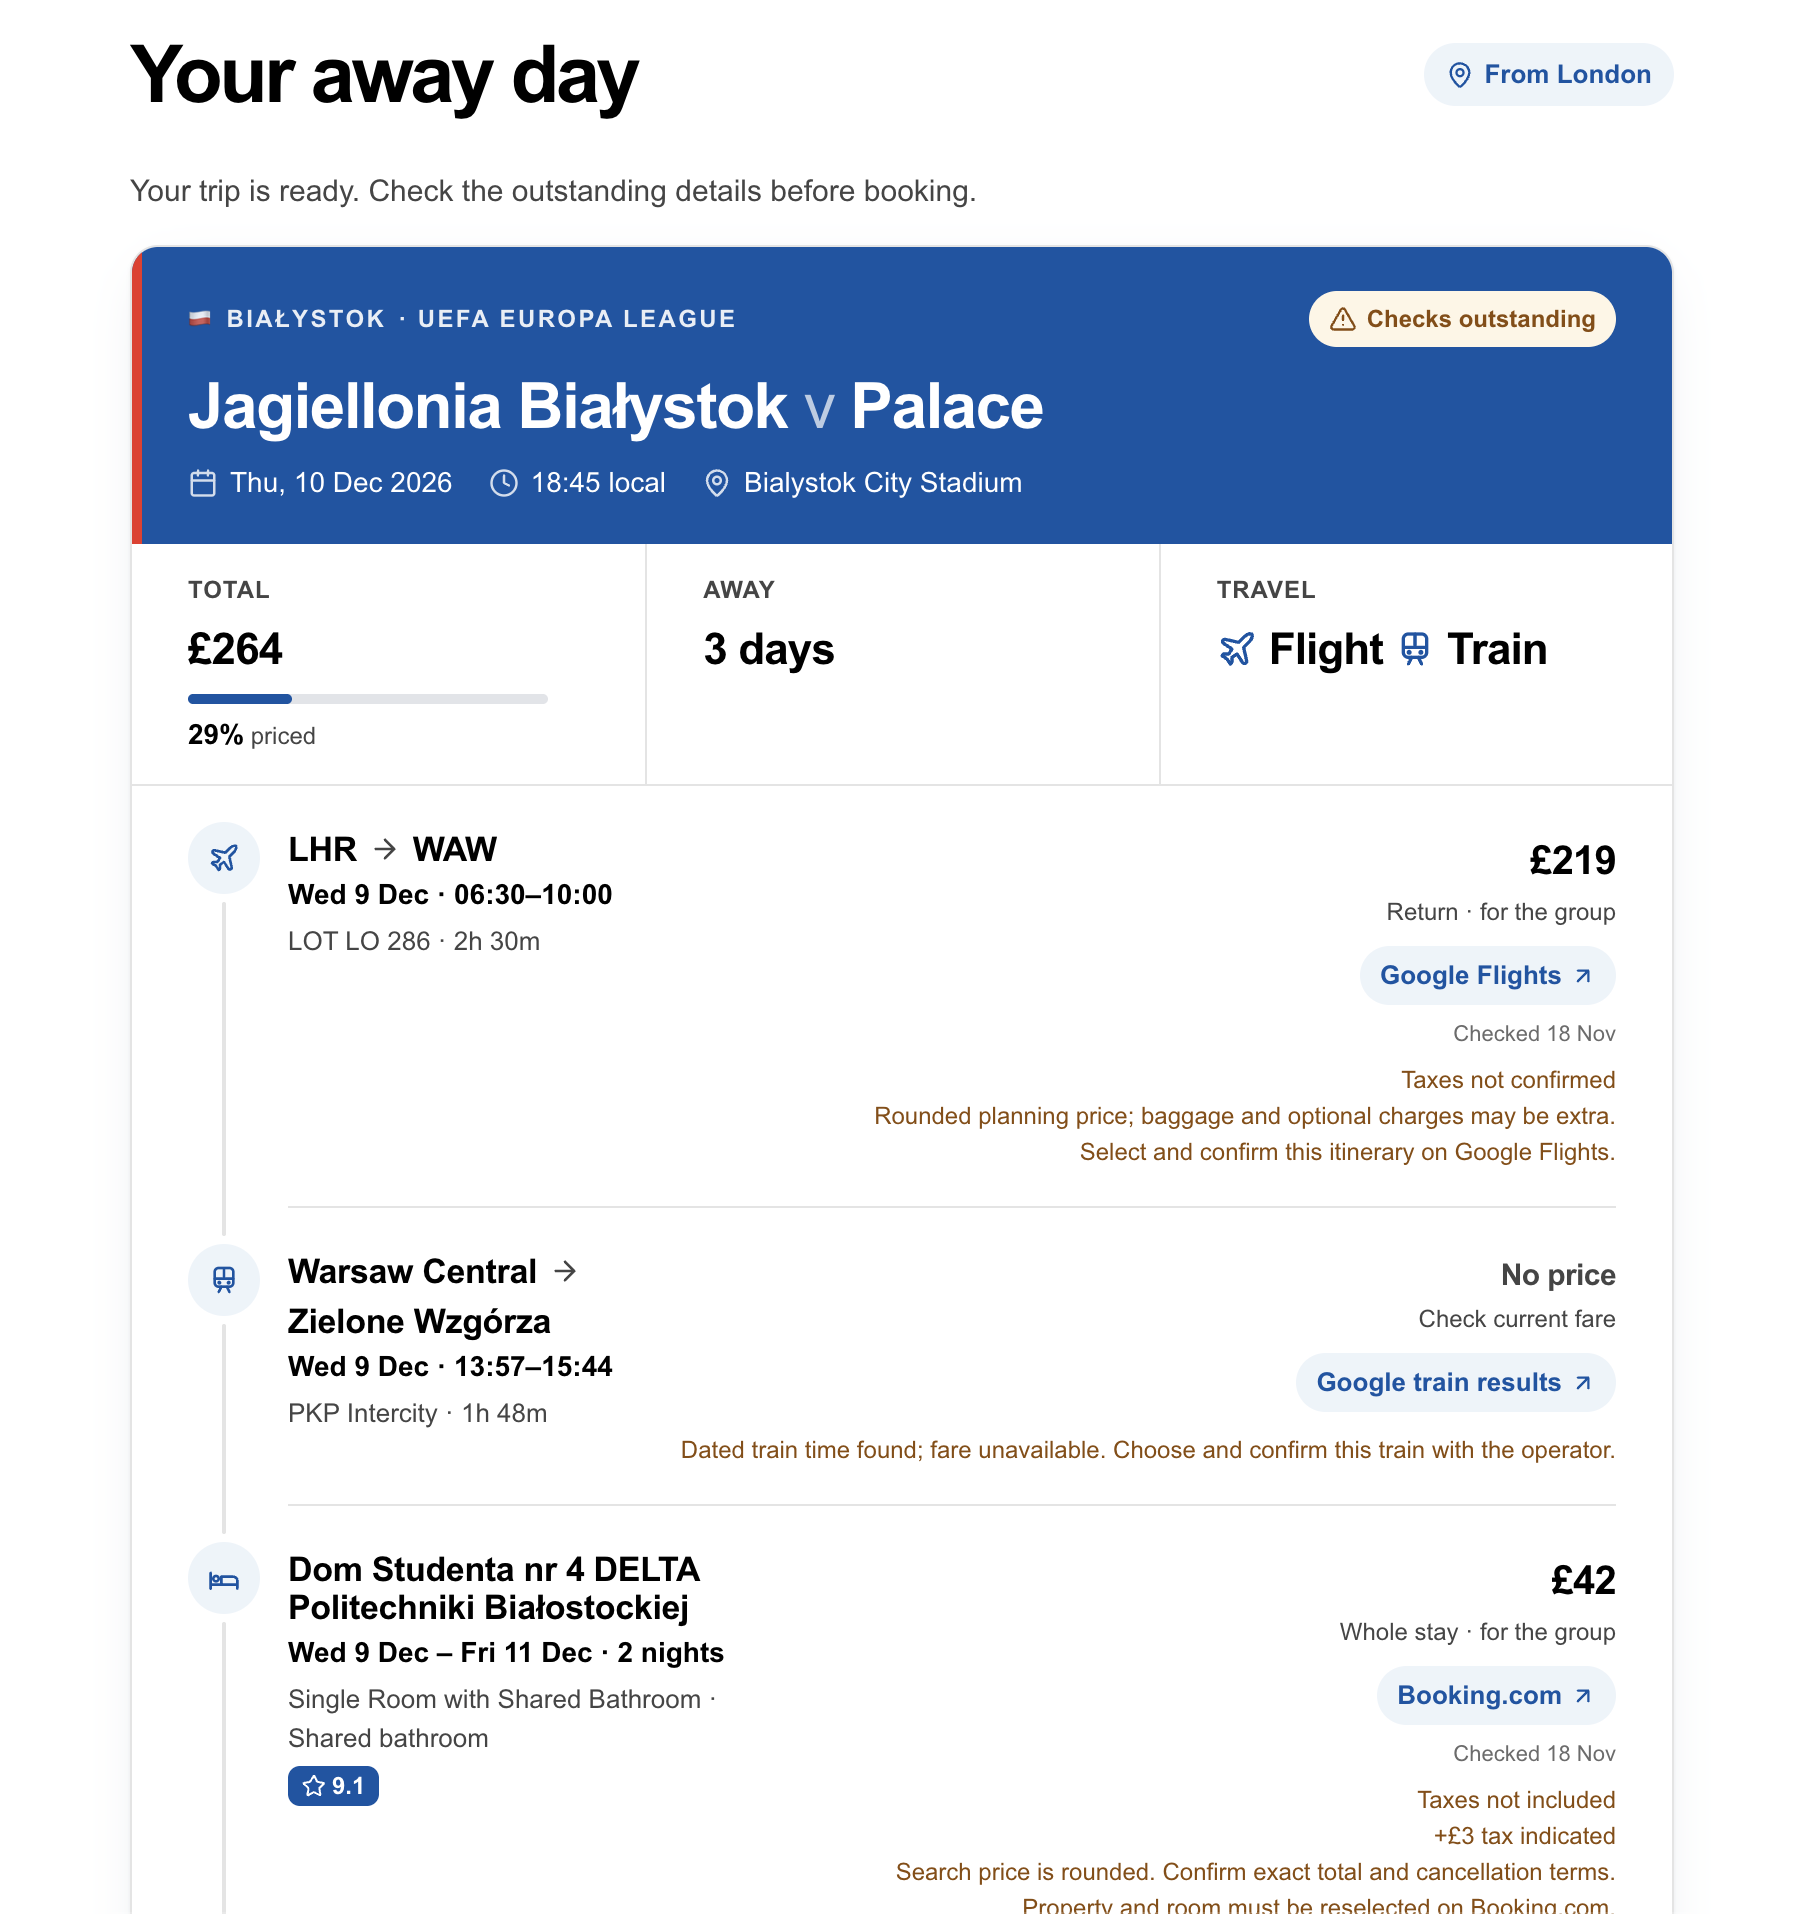 Your away day
From London
Your trip is ready. Check the outstanding details before booking.
BIAŁYSTOK · UEFA EUROPA LEAGUE
Checks outstanding
Jagiellonia Białystok v Palace
Thu, 10 Dec 2026 18:45 local Bialystok City Stadium
TOTAL
£264
29% priced
AWAY
3 days
TRAVEL
Flight Train
LHR → WAW
Wed 9 Dec · 06:30–10:00
LOT LO 286 · 2h 30m
£219
Return · for the group
Google Flights
Checked 18 Nov
Taxes not confirmed
Rounded planning price; baggage and optional charges may be extra.
Select and confirm this itinerary on Google Flights.
Warsaw Central →
Zielone Wzgórza
Wed 9 Dec · 13:57–15:44
PKP Intercity · 1h 48m
No price
Check current fare
Google train results
Dated train time found; fare unavailable. Choose and confirm this train with the operator.
Dom Studenta nr 4 DELTA
Politechniki Białostockiej
Wed 9 Dec – Fri 11 Dec · 2 nights
Single Room with Shared Bathroom ·
Shared bathroom
9.1
£42
Whole stay · for the group
Booking.com
Checked 18 Nov
Taxes not included
+£3 tax indicated
Search price is rounded. Confirm exact total and cancellation terms.
Property and room must be reselected on Booking.com.